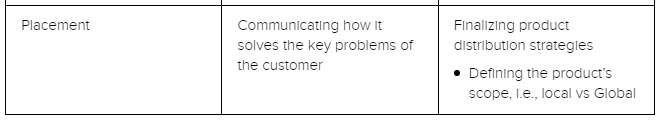 Placement
Communicating how it
solves the key problems of
the customer
Finalizing product
distribution strategies
• Defining the product's
scope, i.e., local vs Global